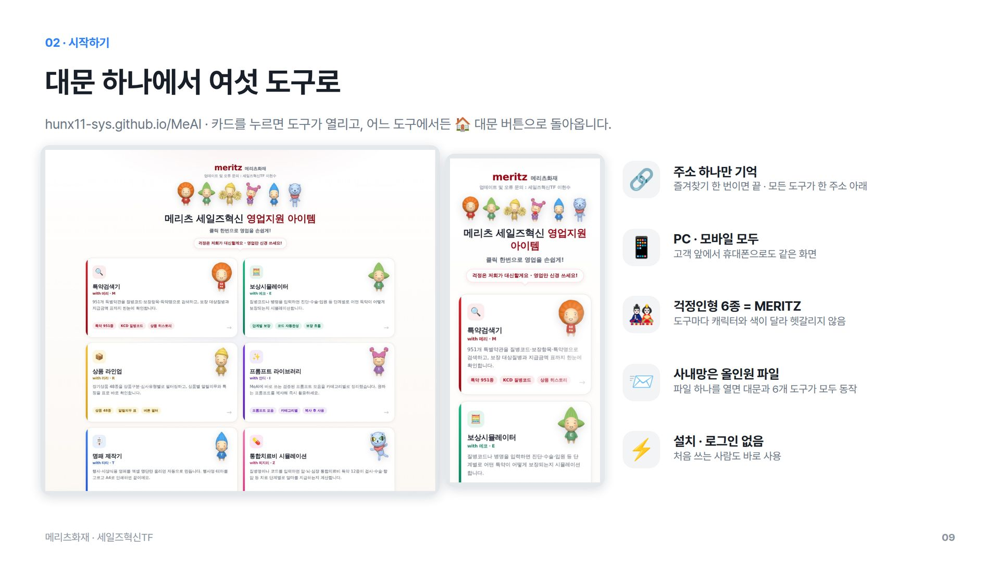 02 · 시작하기
대문 하나에서 여섯 도구로
hunx11-sys.github.io/MeAI · 카드를 누르면 도구가 열리고, 어느 도구에서든 🏠 대문 버튼으로 돌아옵니다.
meritz 메리츠화재
업데이트 및 오류 문의 : 세일즈혁신TF 이헌수
메리츠 세일즈혁신 영업지원 아이템
클릭 한번으로 영업을 손쉽게!
걱정은 저희가 대신할게요 · 영업만 신경 쓰세요!
특약검색기
with 메리 · M
951개 특별약관을 질병코드·보장항목·특약명으로 검색하고, 보장 대상질병과
지급금액 표까지 한눈에 확인합니다.
특약 951종 KCD 질병코드 상품 히스토리 →
보상시뮬레이터
with 에코 · E
질병코드나 병명을 입력하면 진단·수술·입원 등 단계별로 어떤 특약이 어떻게
보장되는지 시뮬레이션합니다.
단계별 보장 코드 자동완성 보장 흐름 →
상품 라인업
with 라라 · R
장기상품 48종을 상품구분·심사유형별로 필터링하고, 상품별 알릴의무와 특
징을 표로 바로 확인합니다.
상품 48종 알릴의무 표 버튼 필터 →
프롬프트 라이브러리
with 인디 · I
MeAI에 바로 쓰는 검증된 프롬프트 모음을 카테고리별로 정리했습니다. 원하
는 프롬프트를 복사해 즉시 활용하세요.
프롬프트 모음 카테고리별 복사 후 사용 →
명패 제작기
with 타타 · T
행사·시상식용 명패를 엑셀 명단만 올리면 자동으로 만듭니다. 행사명·테마를
고르고 A4로 인쇄하면 끝이에요.
통합치료비 시뮬레이션
with 찌지리 · Z
질병명이나 코드를 입력하면 암·뇌·심장 통합치료비 특약 12종이 검사·수술·항
암 등 치료 단계별로 얼마를 지급하는지 계산합니다.
meritz 메리츠화재
업데이트 및 오류 문의 : 세일즈혁신TF 이헌수
메리츠 세일즈혁신 영업지원
아이템
클릭 한번으로 영업을 손쉽게!
걱정은 저희가 대신할게요 · 영업만 신경 쓰세요!
특약검색기
with 메리 · M
951개 특별약관을 질병코드·보장항목·특약명으로
검색하고, 보장 대상질병과 지급금액 표까지 한눈에
확인합니다.
특약 951종 KCD 질병코드 상품 히스토리 →
보상시뮬레이터
with 에코 · E
질병코드나 병명을 입력하면 진단·수술·입원 등 단
계별로 어떤 특약이 어떻게 보장되는지 시뮬레이션
합니다.
주소 하나만 기억
즐겨찾기 한 번이면 끝 · 모든 도구가 한 주소 아래
PC · 모바일 모두
고객 앞에서 휴대폰으로도 같은 화면
걱정인형 6종 = MERITZ
도구마다 캐릭터와 색이 달라 헷갈리지 않음
사내망은 올인원 파일
파일 하나를 열면 대문과 6개 도구가 모두 동작
설치 · 로그인 없음
처음 쓰는 사람도 바로 사용
메리츠화재 · 세일즈혁신TF
09